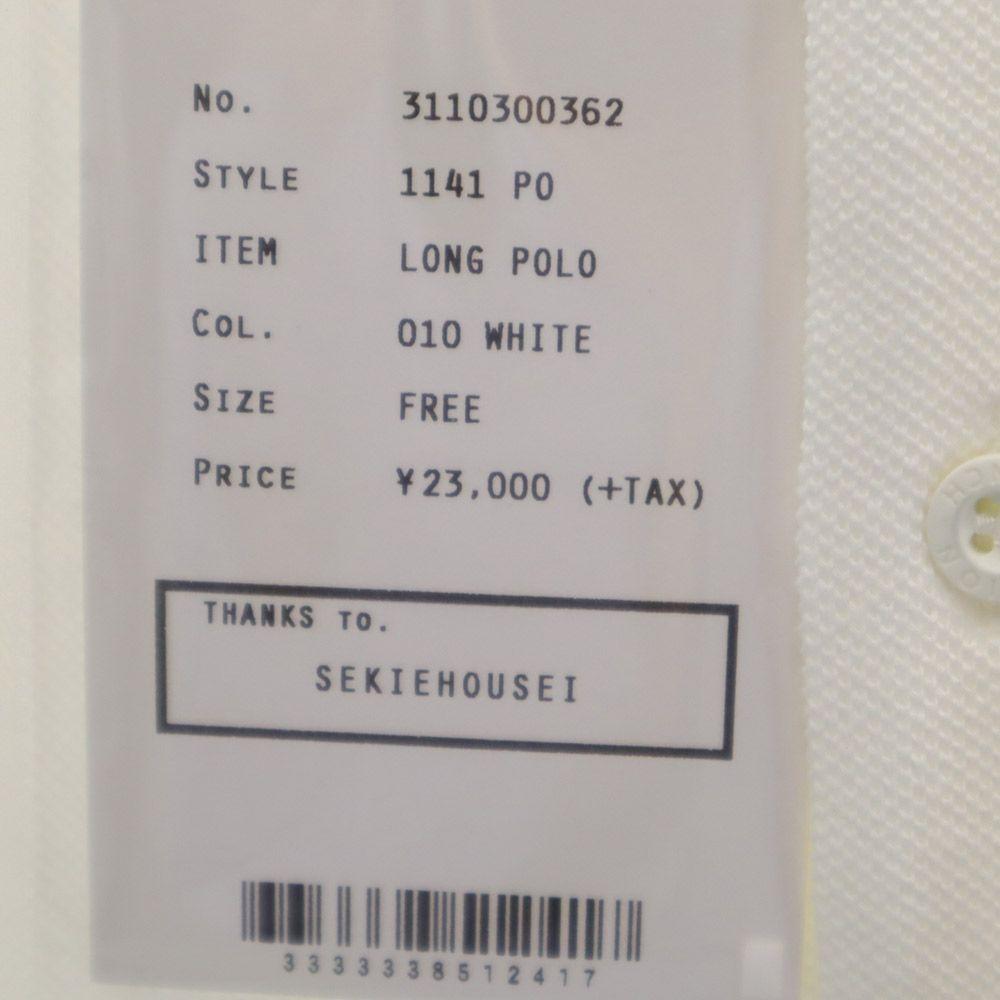 No. 3110300362
STYLE 1141 PO
ITEM LONG POLO
COL. 010 WHITE
SIZE FREE
PRICE ¥23,000 (+TAX)
THANKS TO.
SEKIEHOUSEI
3333338512417